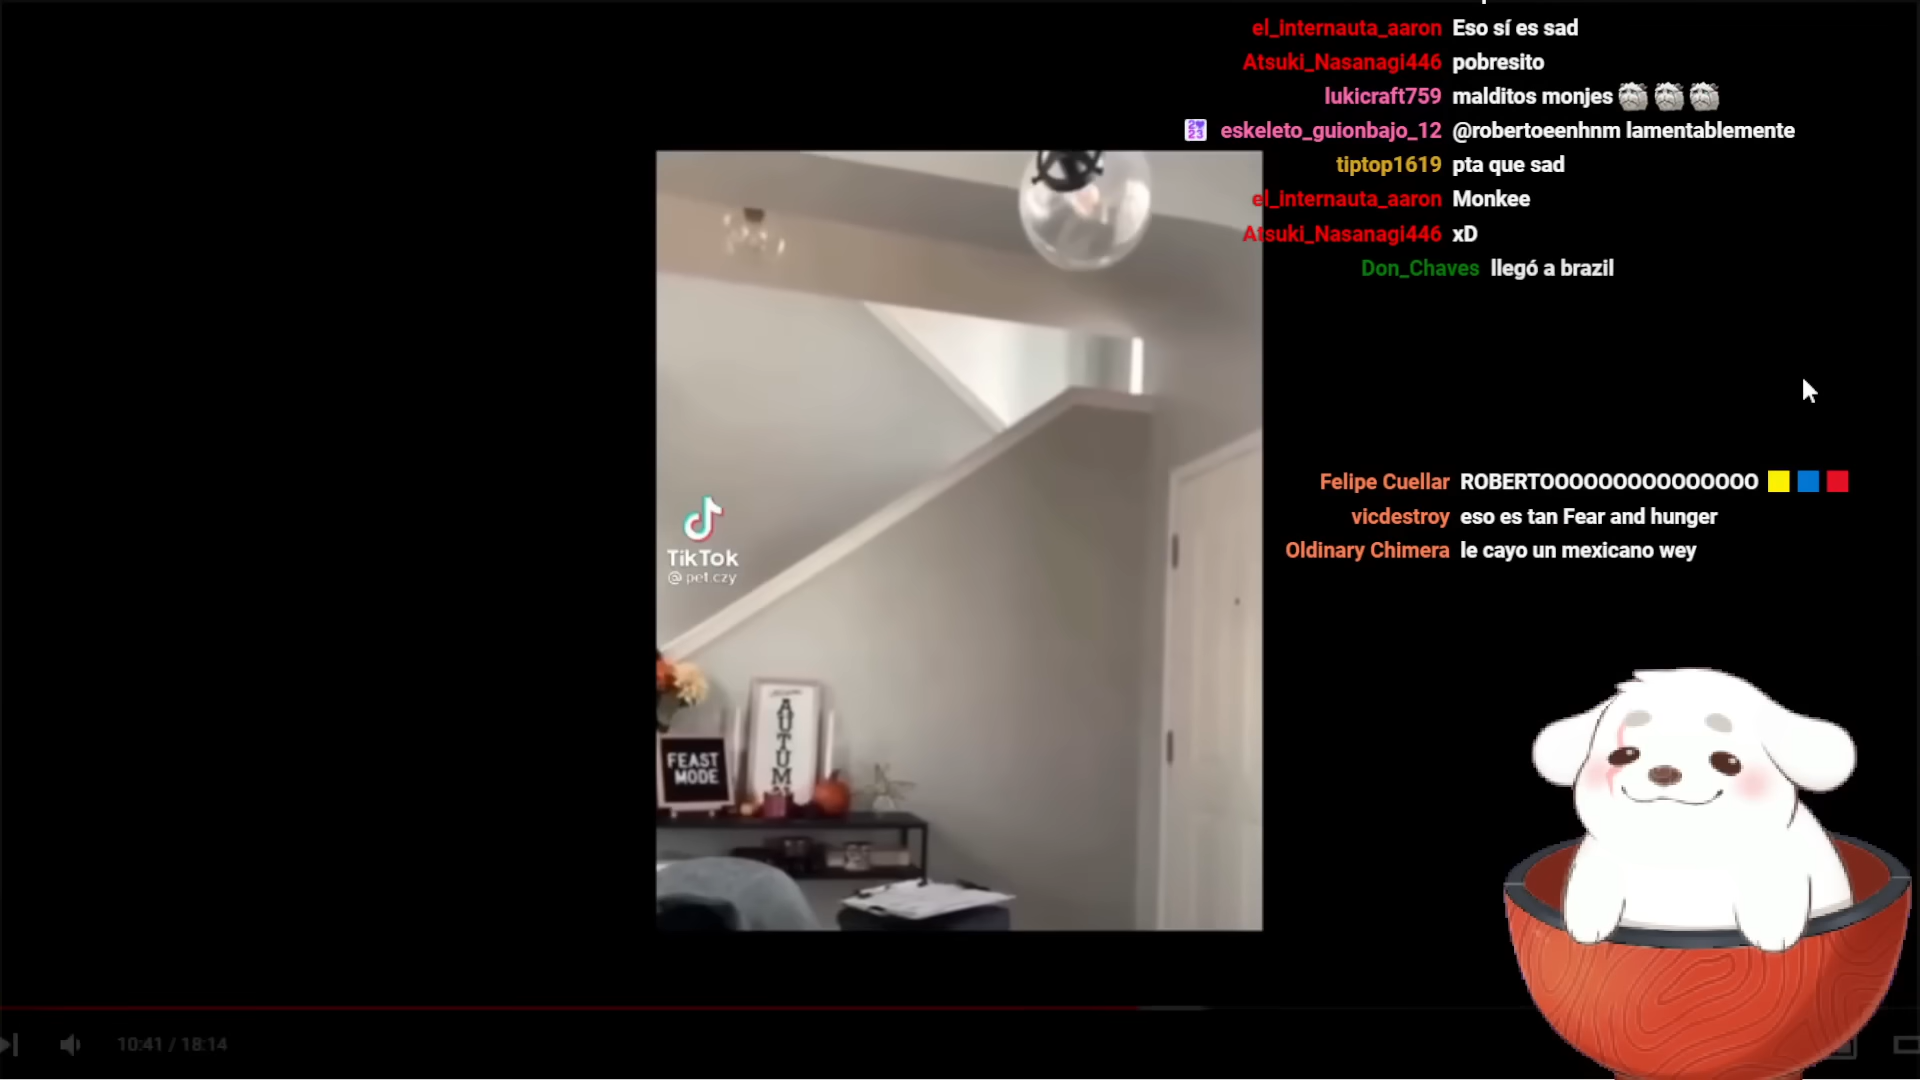 el_internauta_aaron Eso sí es sad
Atsuki_Nasanagi446 pobresito
lukicraft759 malditos monjes
eskeleto_guionbajo_12 @robertoeenhnm lamentablemente
tiptop1619 pta que sad
el_internauta_aaron Monkee
Atsuki_Nasanagi446 xD
Don_Chaves llegó a brazil
Felipe Cuellar ROBERTOOOOOOOOOOOOOOO
vicdestroy eso es tan Fear and hunger
Oldinary Chimera le cayo un mexicano wey
TikTok
@pet.czy
AUTUM
FEAST
MODE
10:41 / 18:14